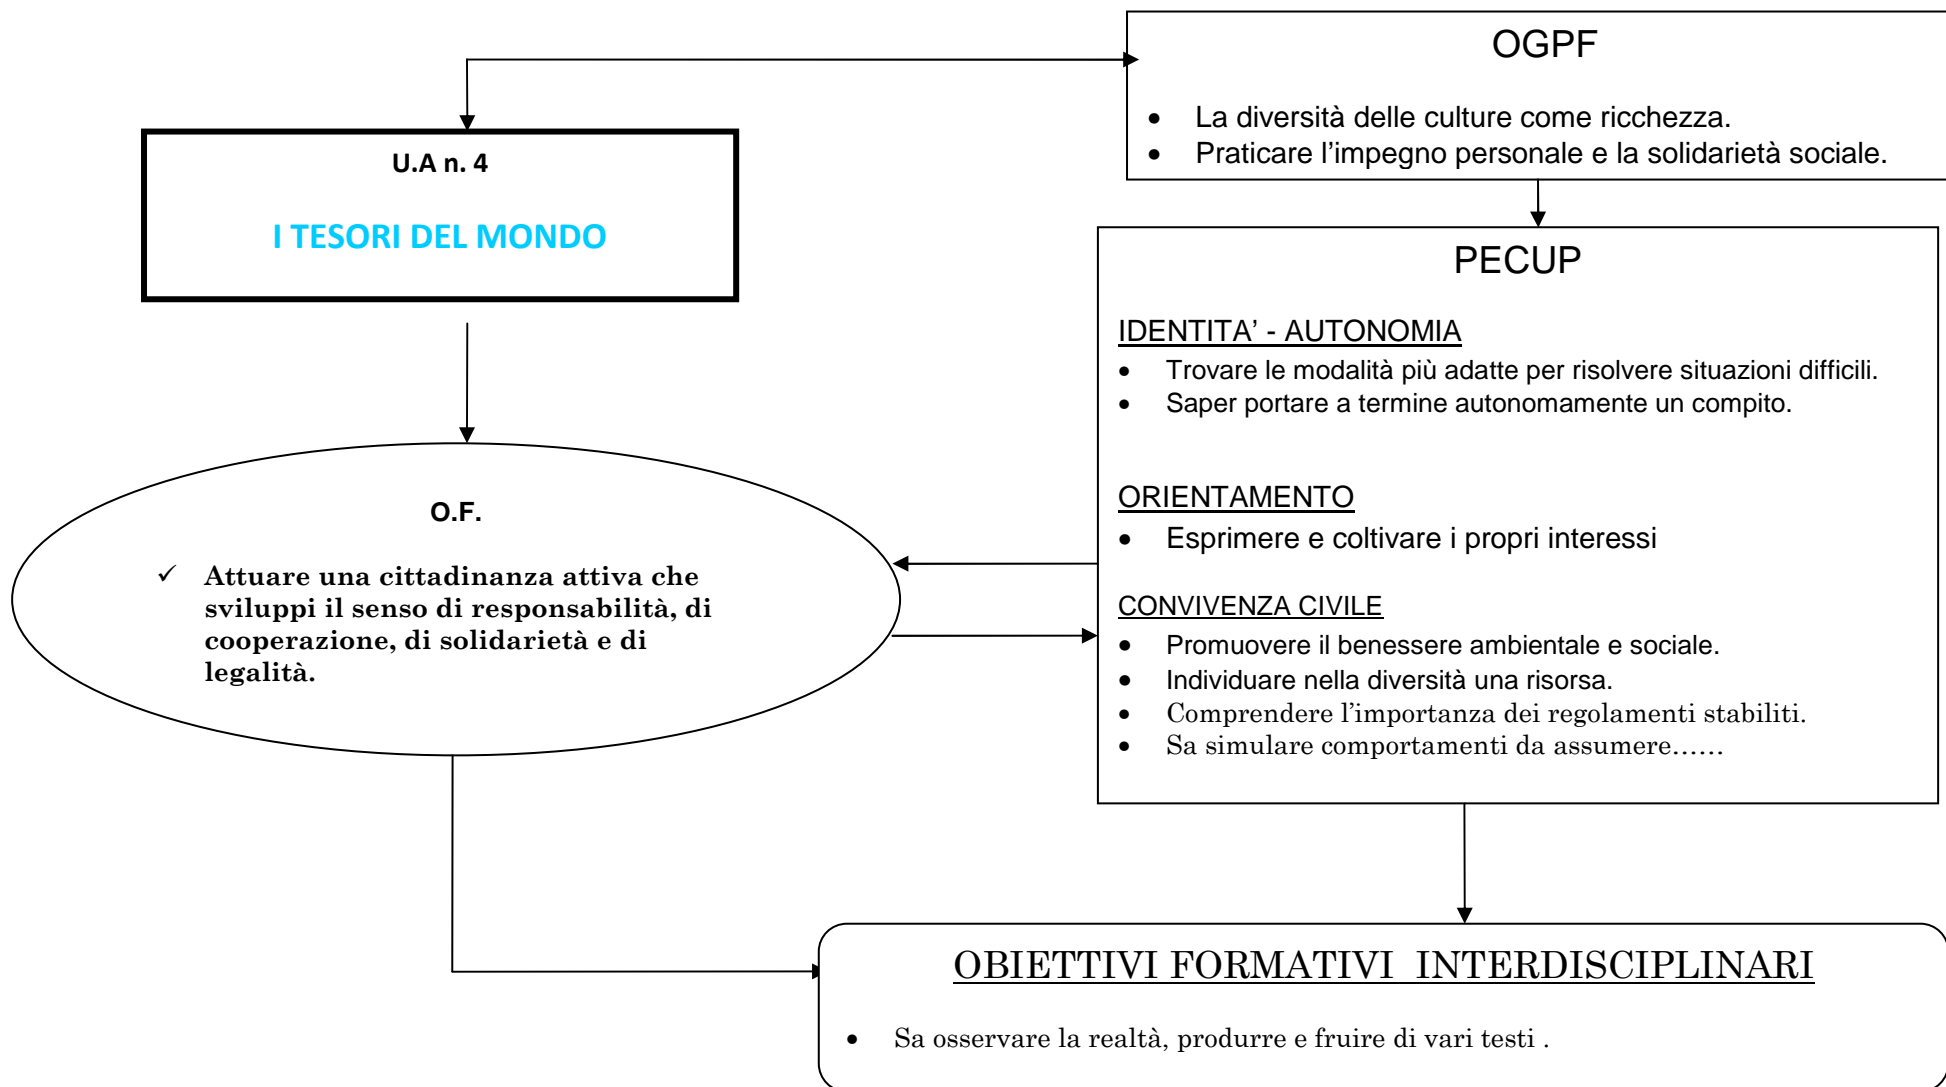 OGPF
• La diversità delle culture come ricchezza.
• Praticare l’impegno personale e la solidarietà sociale.
U.A n. 4
I TESORI DEL MONDO
PECUP
IDENTITA’ - AUTONOMIA
• Trovare le modalità più adatte per risolvere situazioni difficili.
• Saper portare a termine autonomamente un compito.
ORIENTAMENTO
• Esprimere e coltivare i propri interessi
CONVIVENZA CIVILE
• Promuovere il benessere ambientale e sociale.
• Individuare nella diversità una risorsa.
• Comprendere l’importanza dei regolamenti stabiliti.
• Sa simulare comportamenti da assumere……
O.F.
✓ Attuare una cittadinanza attiva che
sviluppi il senso di responsabilità, di
cooperazione, di solidarietà e di
legalità.
OBIETTIVI FORMATIVI  INTERDISCIPLINARI
• Sa osservare la realtà, produrre e fruire di vari testi .